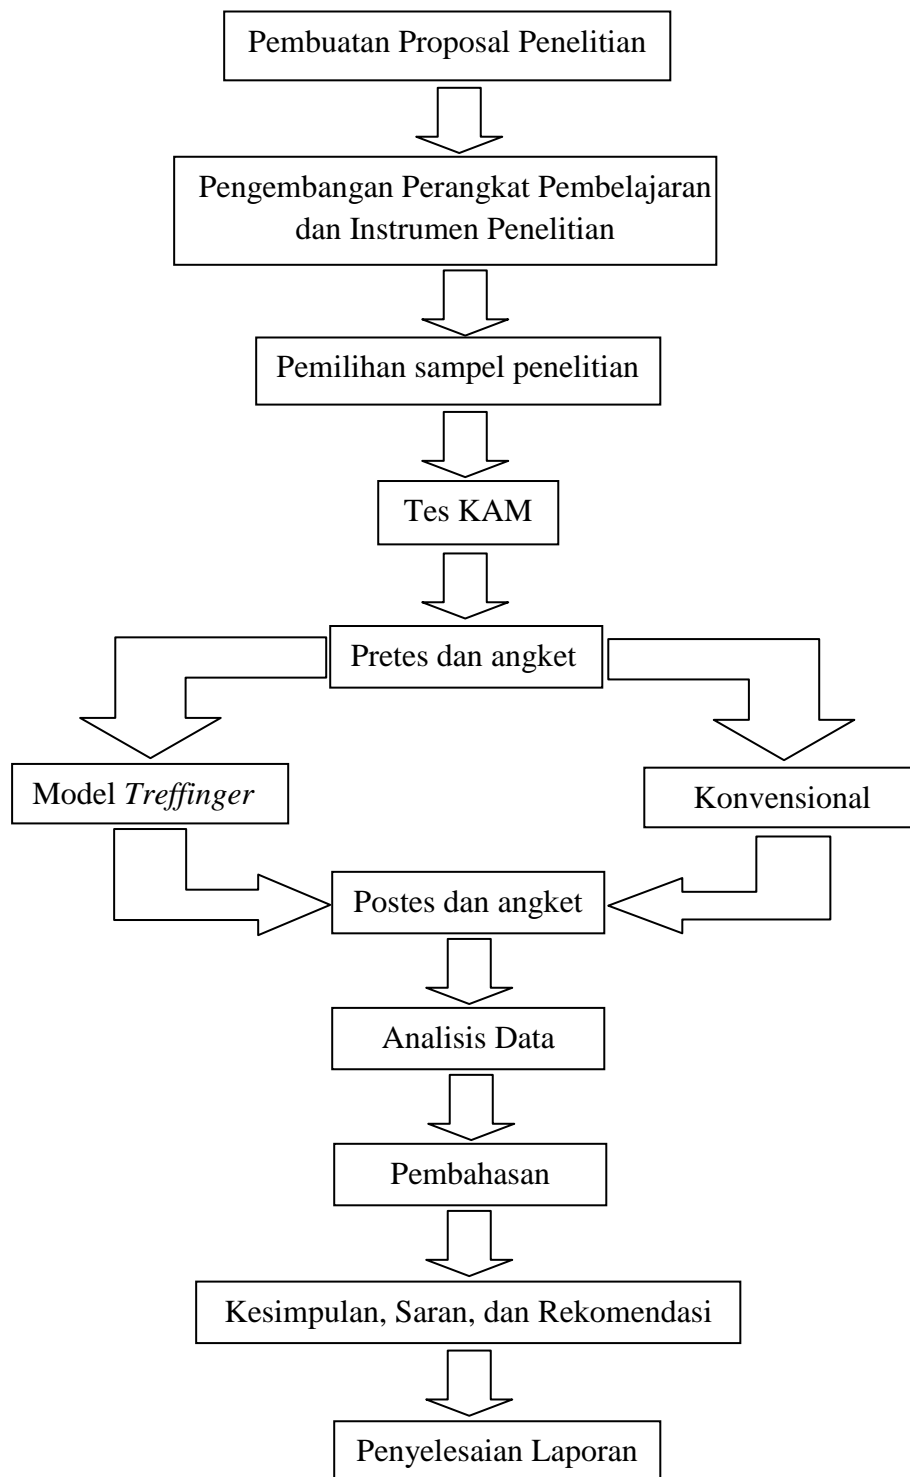 Pembuatan Proposal Penelitian
Pengembangan Perangkat Pembelajaran
dan Instrumen Penelitian
Pemilihan sampel penelitian
Tes KAM
Pretes dan angket
Model Treffinger
Konvensional
Postes dan angket
Analisis Data
Pembahasan
Kesimpulan, Saran, dan Rekomendasi
Penyelesaian Laporan